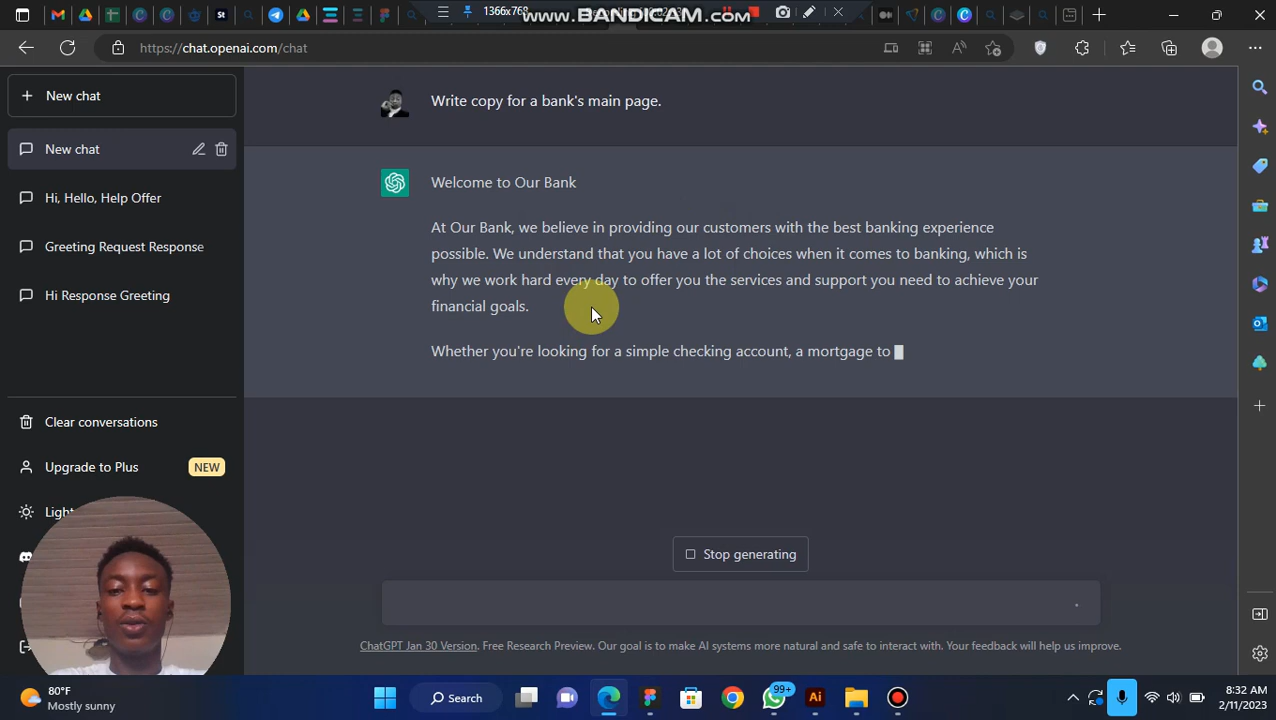 1366x768
www.BANDICAM.com
https://chat.openai.com/chat
New chat
New chat
Hi, Hello, Help Offer
Greeting Request Response
Hi Response Greeting
Clear conversations
Upgrade to Plus
NEW
Light
Write copy for a bank's main page.
Welcome to Our Bank
At Our Bank, we believe in providing our customers with the best banking experience
possible. We understand that you have a lot of choices when it comes to banking, which is
why we work hard every day to offer you the services and support you need to achieve your
financial goals.
Whether you're looking for a simple checking account, a mortgage to
Stop generating
ChatGPT Jan 30 Version. Free Research Preview. Our goal is to make AI systems more natural and safe to interact with. Your feedback will help us improve.
80°F
Mostly sunny
Search
99+
Ai
8:32 AM
2/11/2023